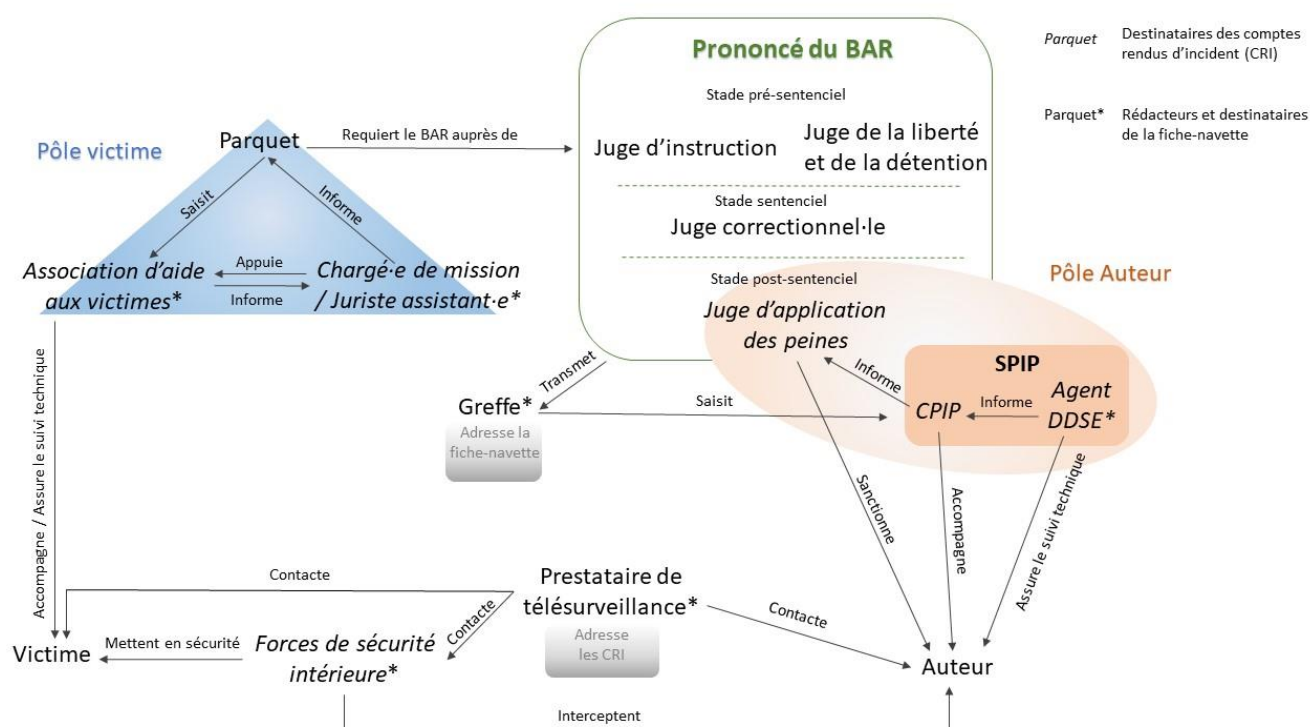 Prononcé du BAR
Stade pré-sentenciel
Juge d’instruction
Juge de la liberté
et de la détention
Stade sentenciel
Juge correctionnel·le
Stade post-sentenciel
Juge d’application
des peines
Parquet
Destinataires des comptes
rendus d’incident (CRI)
Parquet*
Rédacteurs et destinataires
de la fiche-navette
Pôle victime
Parquet
Requiert le BAR auprès de
Saisit
Informe
Association d’aide
aux victimes*
Appuie
Informe
Chargé·e de mission
/ Juriste assistant·e*
Pôle Auteur
SPIP
CPIP
Informe
Agent
DDSE*
Informe
Transmet
Greffe*
Adresse la
fiche-navette
Saisit
Sanctionne
Accompagne
Assure le suivi technique
Accompagne / Assure le suivi technique
Contacte
Prestataire de
télésurveillance*
Adresse
les CRI
Contacte
Contacte
Victime
Mettent en sécurité
Forces de sécurité
intérieure*
Auteur
Interceptent